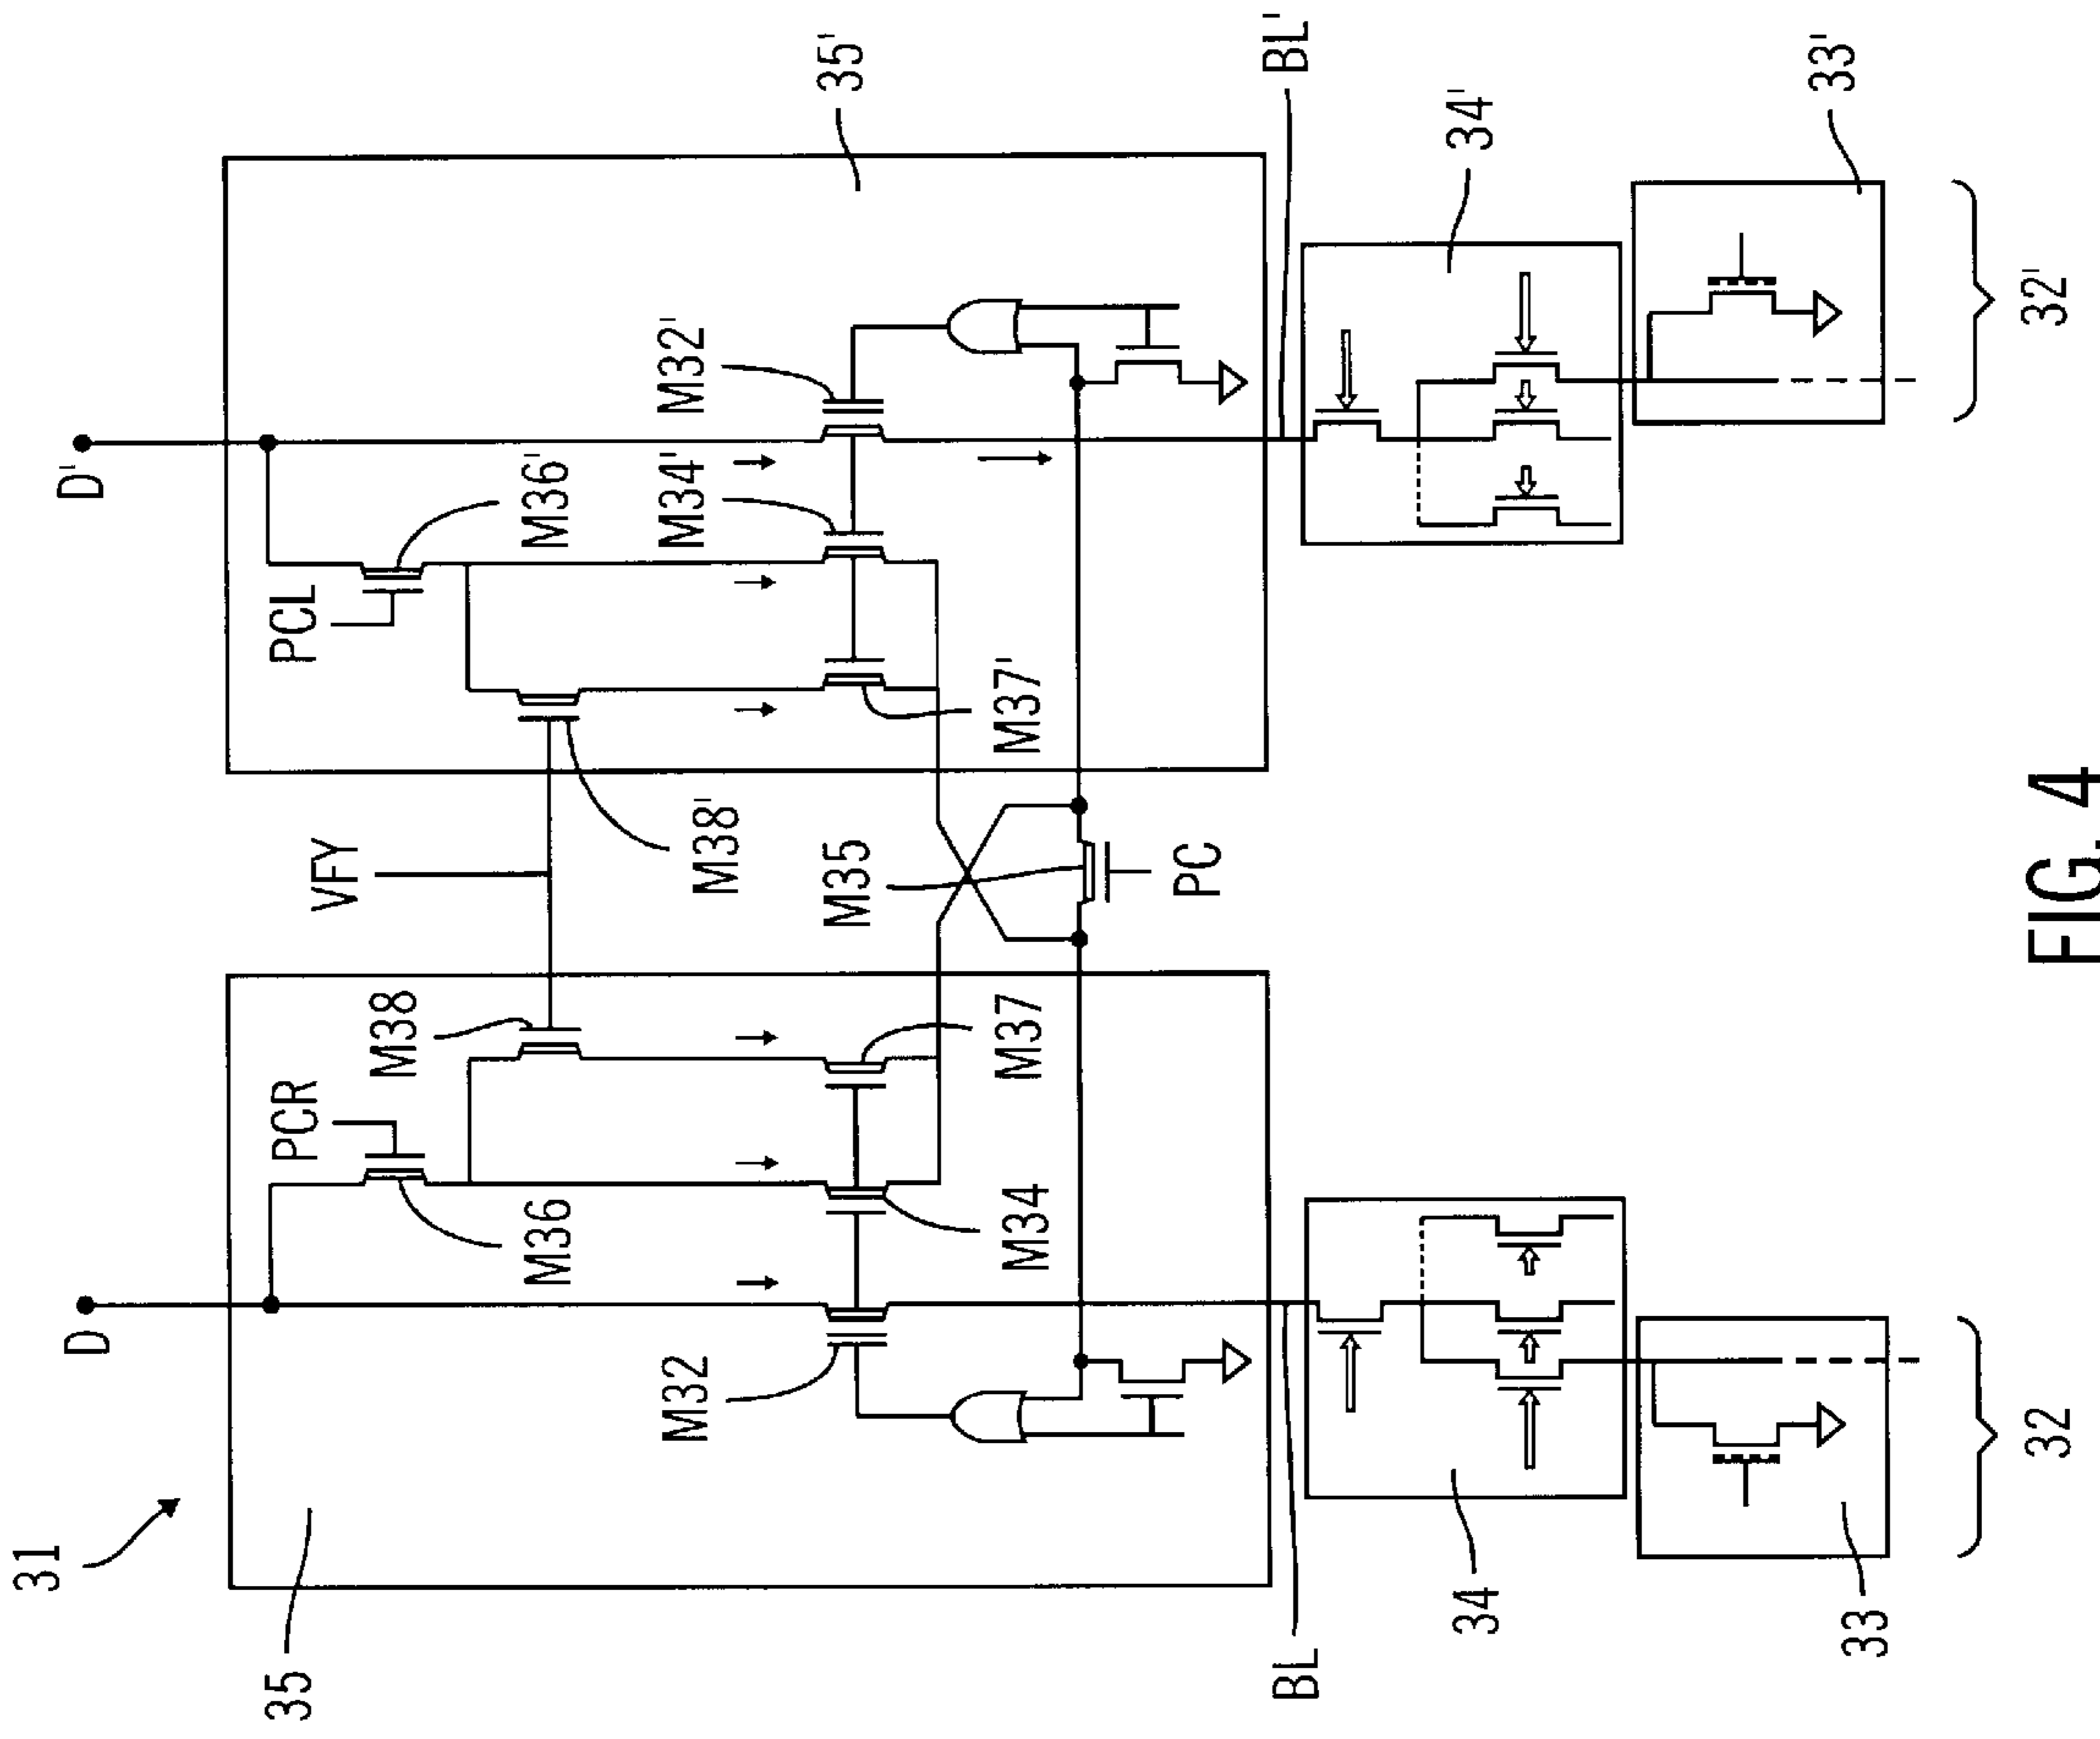 31
35
D
D'
PCR
PCL
VFY
M38
M36
M36'
M32
M34'
M32'
M38'
35'
M35
M34
M37
M37'
PC
BL
BL'
34
34'
33
33'
32
32'
FIG. 4